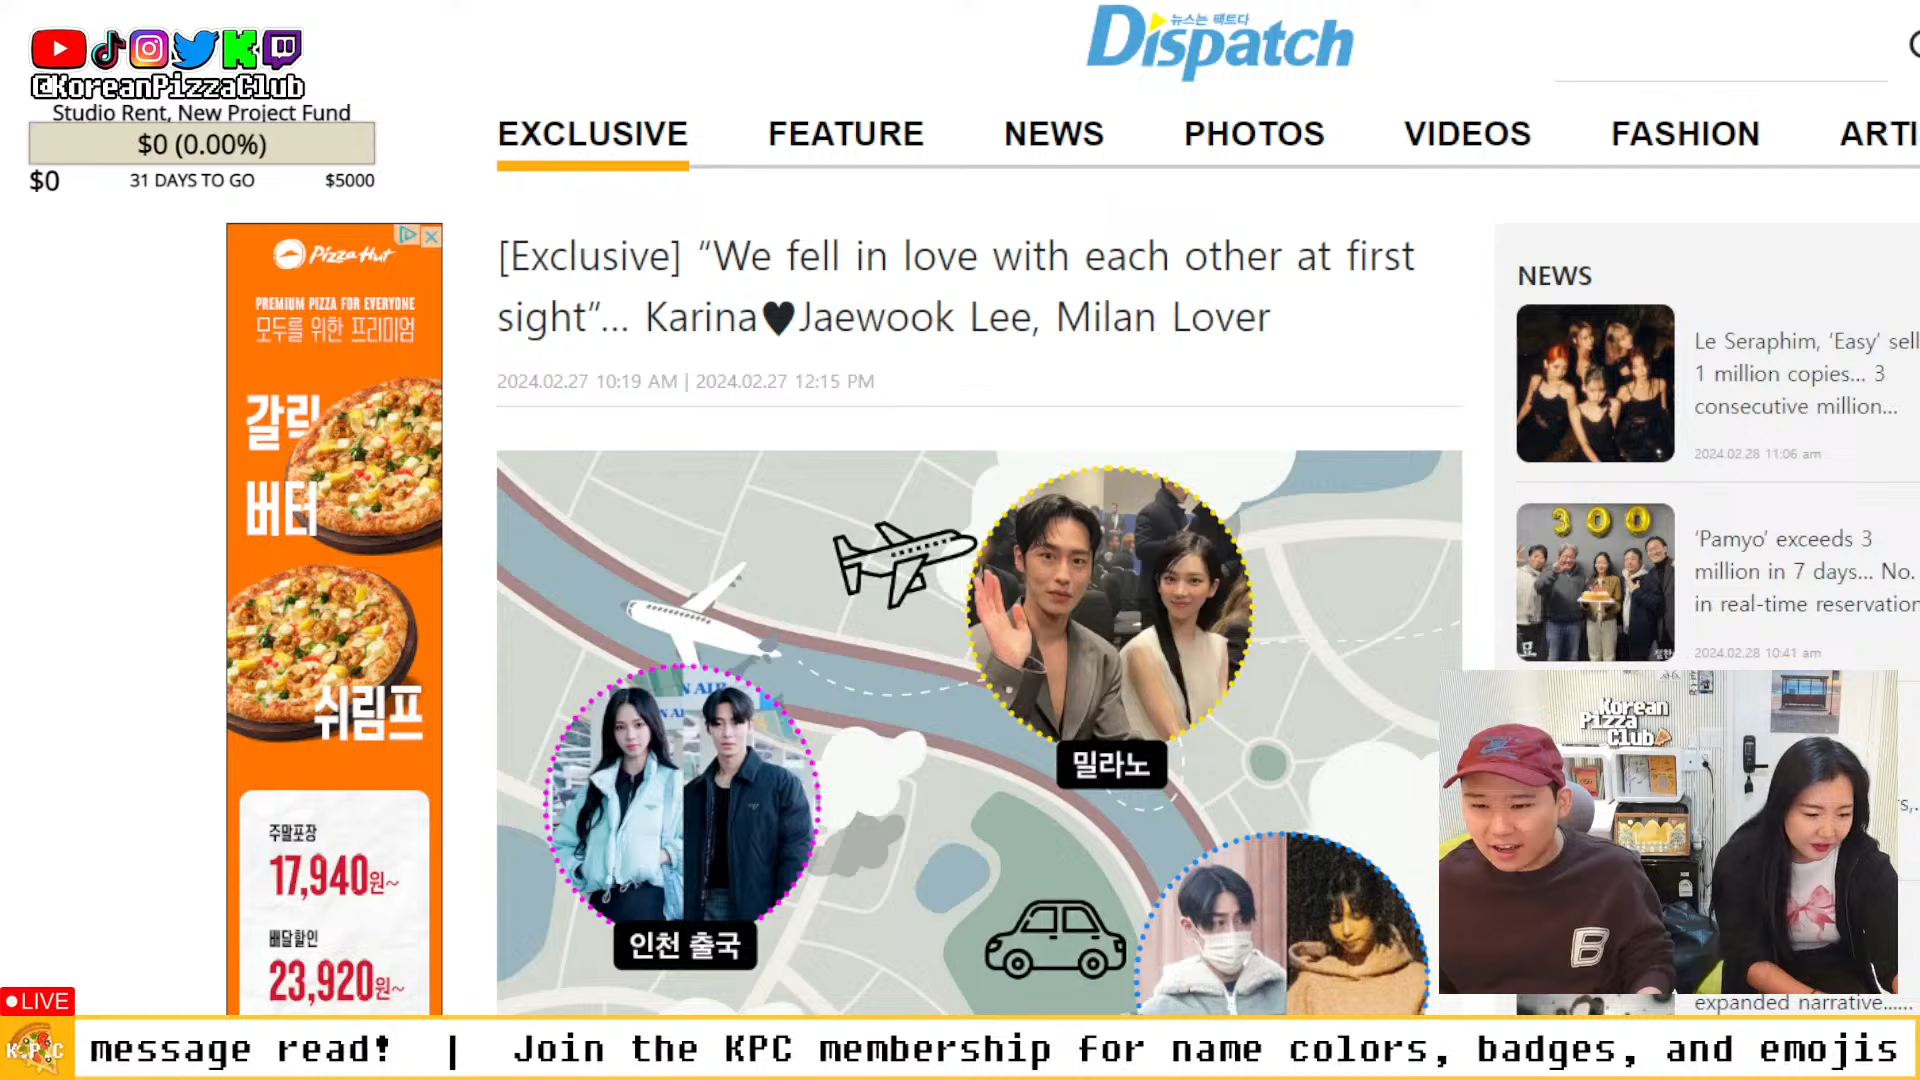 @KoreanPizzaClub
Studio Rent, New Project Fund
$0 (0.00%)
$0
31 DAYS TO GO
$5000
뉴스는 팩트다
Dispatch
EXCLUSIVE
FEATURE
NEWS
PHOTOS
VIDEOS
FASHION
ARTI
Pizza Hut
PREMIUM PIZZA FOR EVERYONE
모두를 위한 프리미엄
갈릭
버터
쉬림프
주말포장
17,940원~
배달할인
23,920원~
[Exclusive] “We fell in love with each other at first
sight”... Karina♥Jaewook Lee, Milan Lover
2024.02.27 10:19 AM | 2024.02.27 12:15 PM
밀라노
인천 출국
NEWS
Le Seraphim, ‘Easy’ sell
1 million copies... 3
consecutive million...
2024.02.28 11:06 am
300
‘Pamyo’ exceeds 3
million in 7 days... No.
in real-time reservation
2024.02.28 10:41 am
Korean
Pizza
Club
B
expanded narrative......
LIVE
KPC
message read! | Join the KPC membership for name colors, badges, and emojis